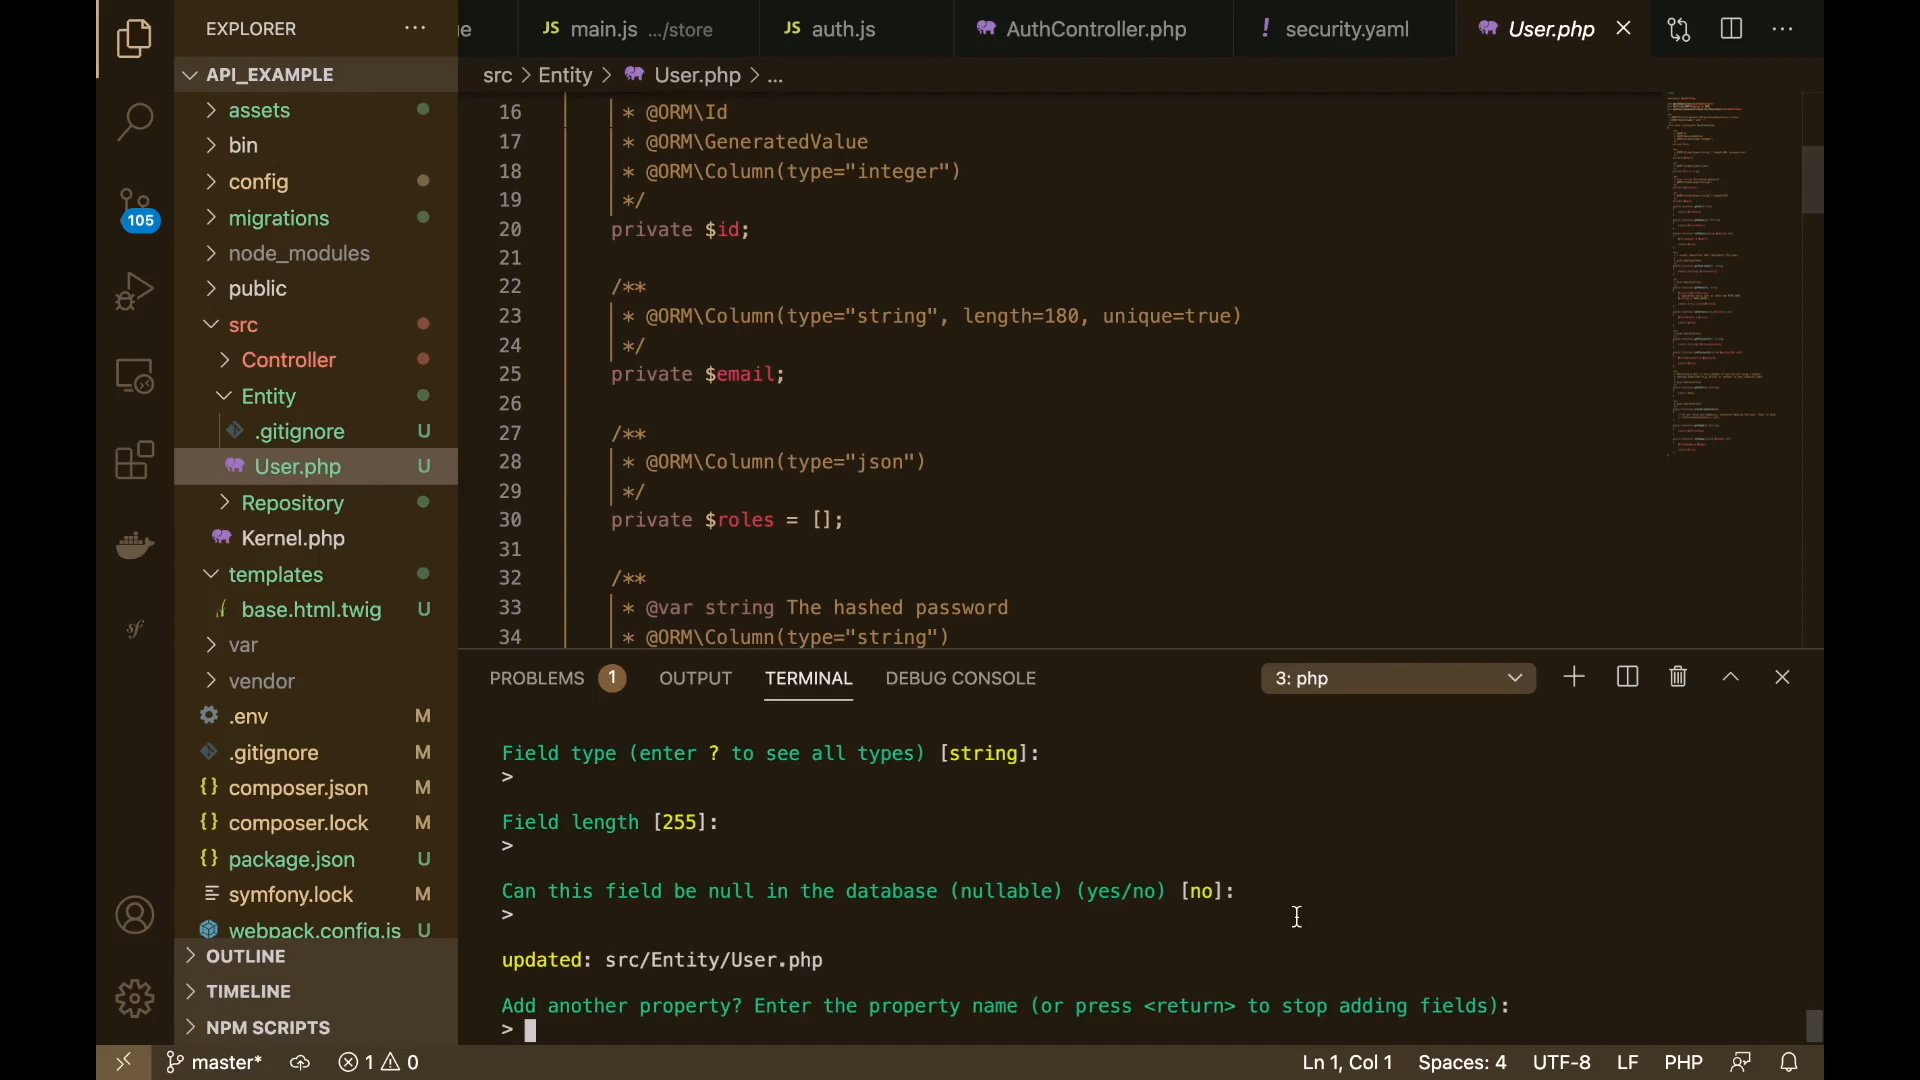 EXPLORER
API_EXAMPLE
assets
bin
config
migrations
node_modules
public
src
Controller
Entity
.gitignore U
User.php U
Repository
Kernel.php
templates
base.html.twig U
var
vendor
.env M
.gitignore M
composer.json M
composer.lock M
package.json U
symfony.lock M
webpack.config.js U
OUTLINE
TIMELINE
NPM SCRIPTS
105
JS main.js .../store
JS auth.js
AuthController.php
! security.yaml
User.php
src > Entity > User.php > ...
16 * @ORM\Id
17 * @ORM\GeneratedValue
18 * @ORM\Column(type="integer")
19 */
20 private $id;
21
22 /**
23 * @ORM\Column(type="string", length=180, unique=true)
24 */
25 private $email;
26
27 /**
28 * @ORM\Column(type="json")
29 */
30 private $roles = [];
31
32 /**
33 * @var string The hashed password
34 * @ORM\Column(type="string")
PROBLEMS 1 OUTPUT TERMINAL DEBUG CONSOLE 3: php
Field type (enter ? to see all types) [string]:
>
Field length [255]:
>
Can this field be null in the database (nullable) (yes/no) [no]:
>
updated: src/Entity/User.php
Add another property? Enter the property name (or press <return> to stop adding fields):
>
master* 1 0 Ln 1, Col 1 Spaces: 4 UTF-8 LF PHP